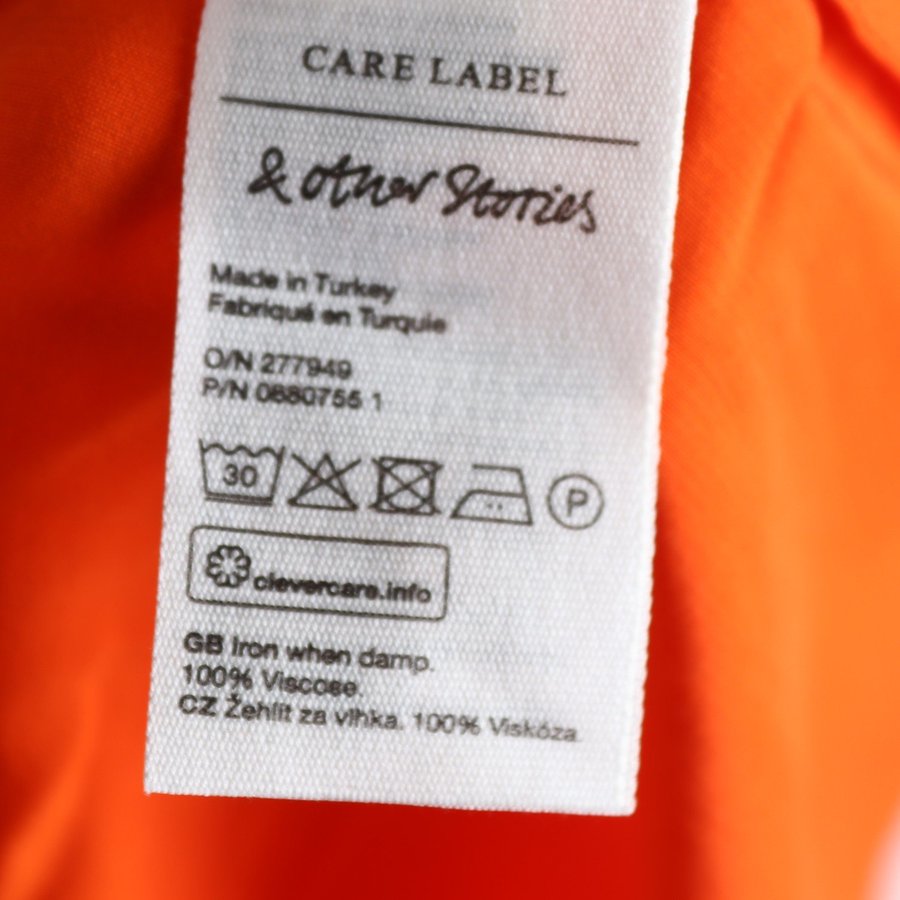 CARE LABEL
& other Stories
Made in Turkey
Fabriqué en Turquie
O/N 277949
P/N 0880755 1
30
P
clevercare.info
GB Iron when damp.
100% Viscose.
CZ Žehlit za vlhka. 100% Viskóza.